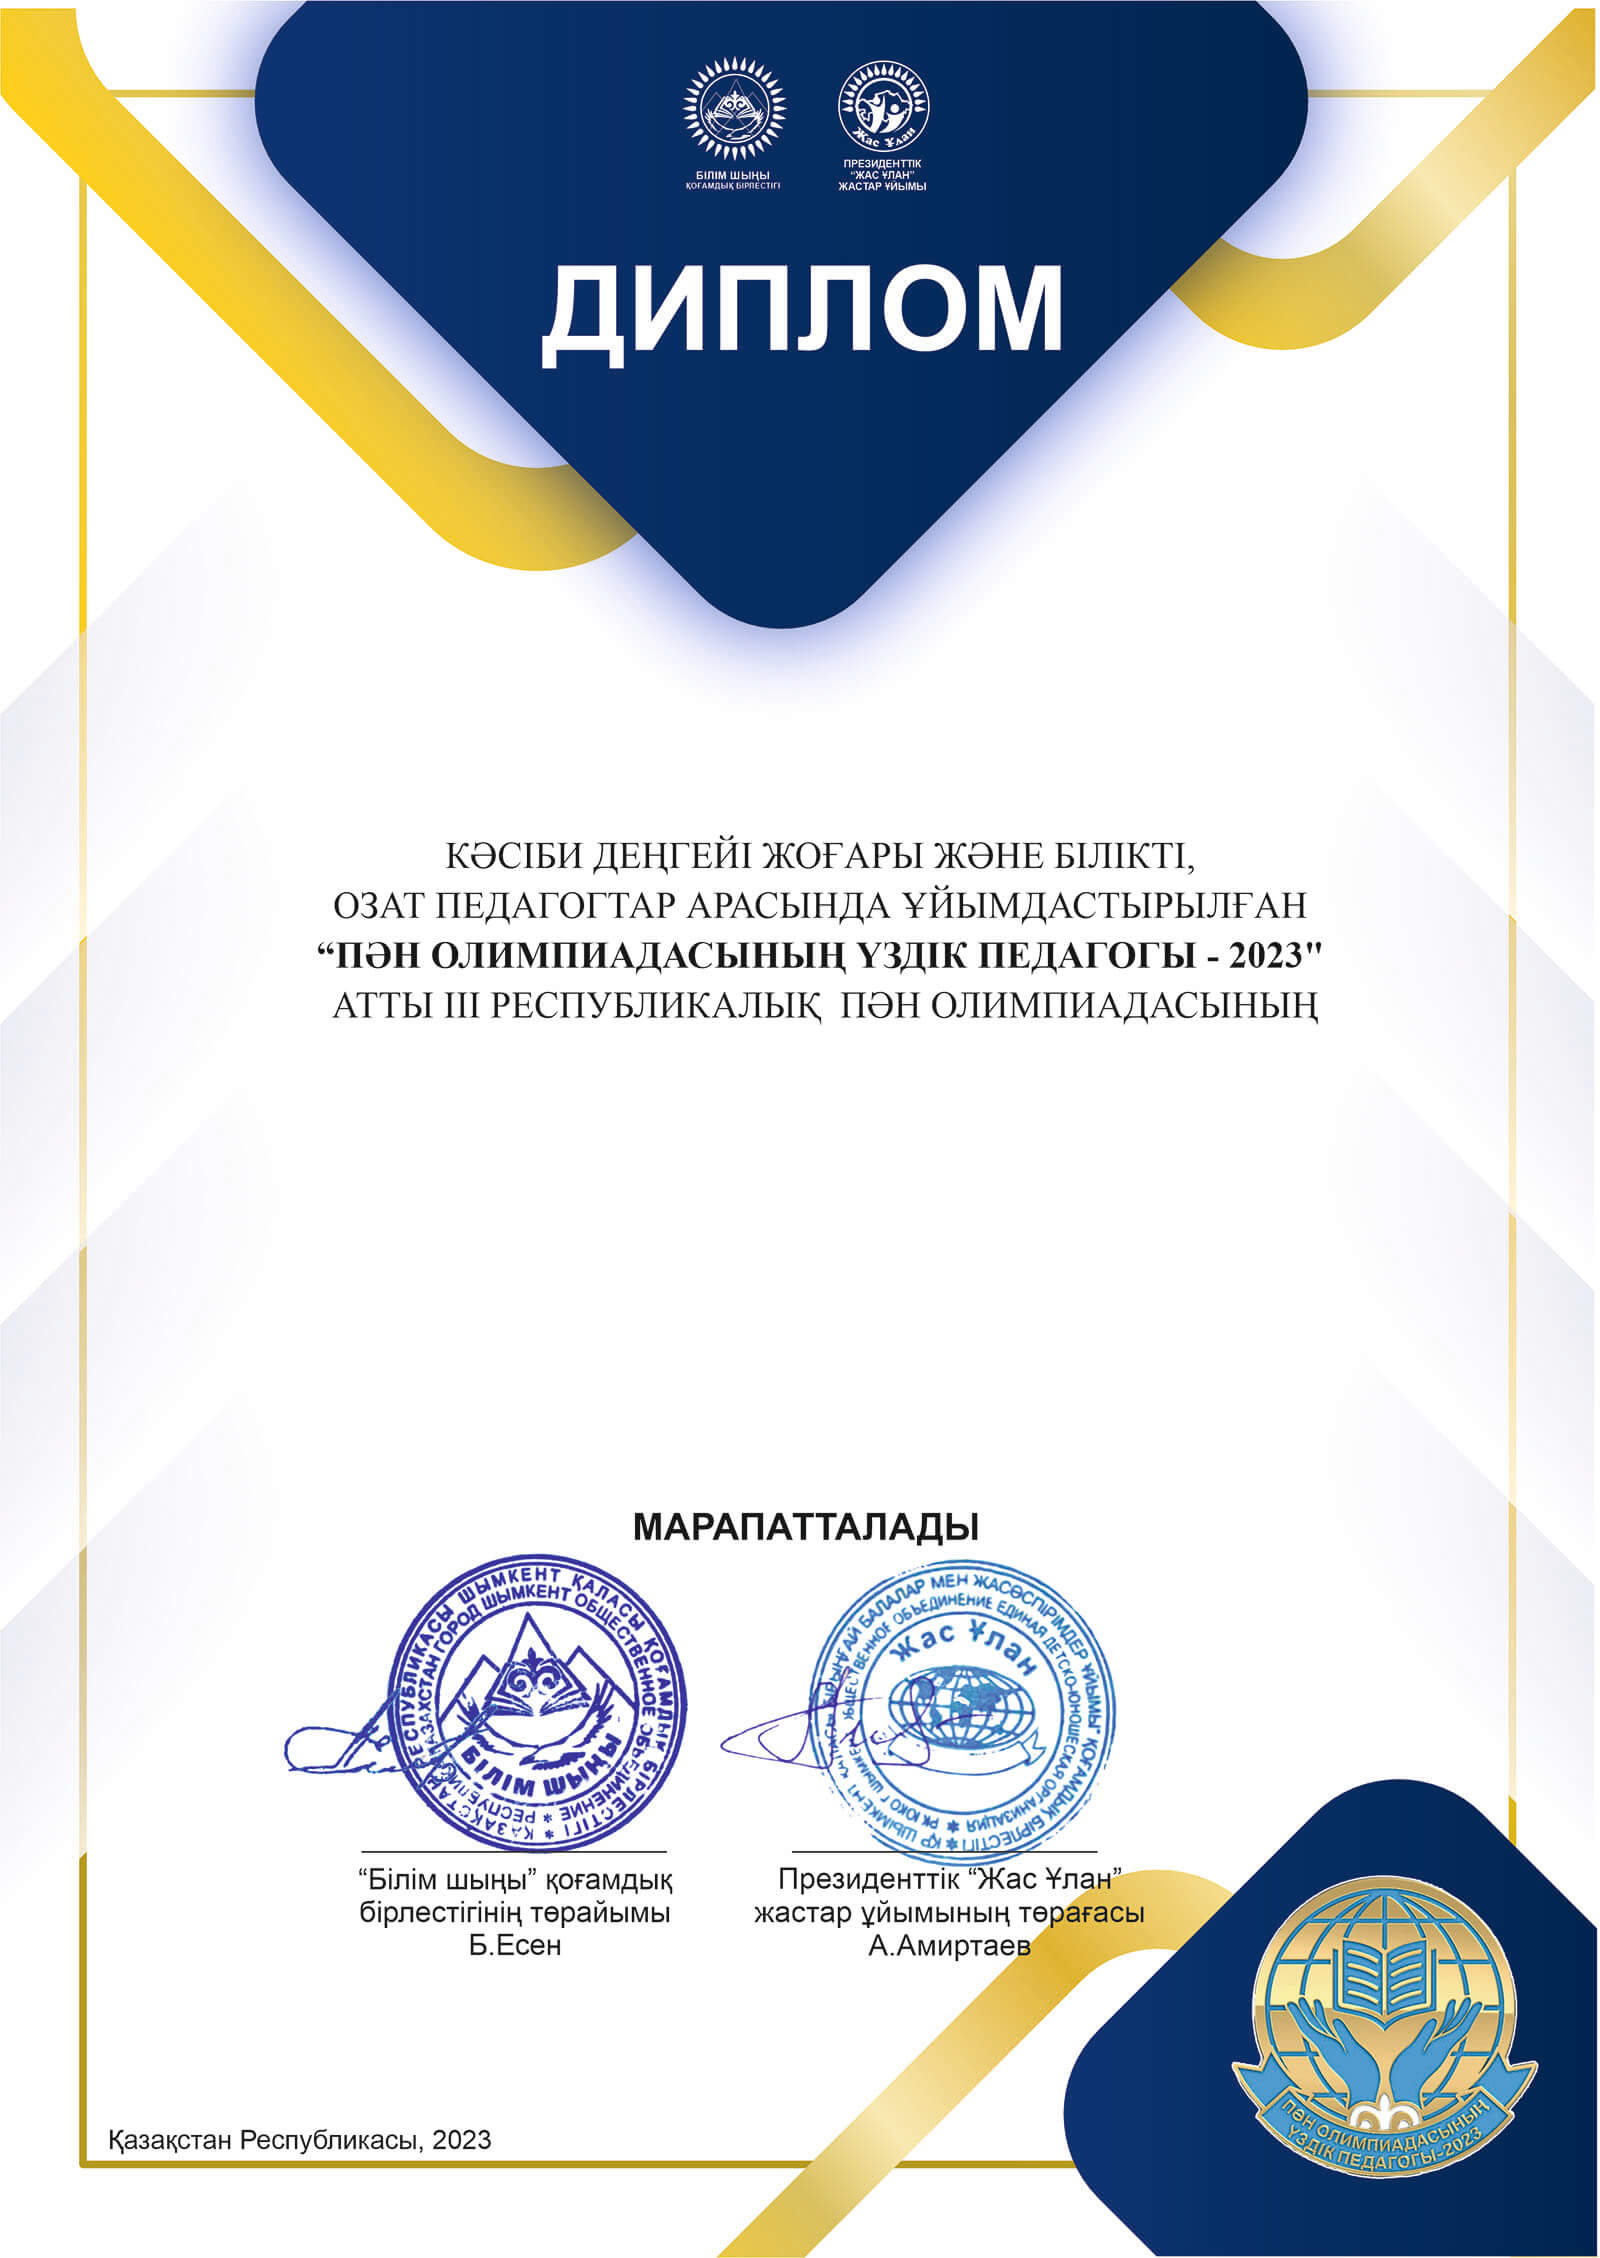 Жас Ұлан
БІЛІМ ШЫҢЫ
ҚОҒАМДЫҚ БІРЛЕСТІГІ
ПРЕЗИДЕНТТІК
“ЖАС ҰЛАН”
ЖАСТАР ҰЙЫМЫ
ДИПЛОМ
КӘСІБИ ДЕҢГЕЙІ ЖОҒАРЫ ЖӘНЕ БІЛІКТІ,
ОЗАТ ПЕДАГОГТАР АРАСЫНДА ҰЙЫМДАСТЫРЫЛҒАН
“ПӘН ОЛИМПИАДАСЫНЫҢ ҮЗДІК ПЕДАГОГЫ - 2023"
АТТЫ III РЕСПУБЛИКАЛЫҚ ПӘН ОЛИМПИАДАСЫНЫҢ
МАРАПАТТАЛАДЫ
ҚАЗАҚСТАН РЕСПУБЛИКАСЫ ШЫМКЕНТ ҚАЛАСЫ ҚОҒАМДЫҚ БІРЛЕСТІГІ
РЕСПУБЛИКА КАЗАХСТАН ГОРОД ШЫМКЕНТ ОБЩЕСТВЕННОЕ ОБЪЕДИНЕНИЕ
БІЛІМ ШЫҢЫ
ҚР ШЫМКЕНТ ҚАЛАСЫ БІРЫҢҒАЙ БАЛАЛАР МЕН ЖАСӨСПІРІМДЕР ҰЙЫМЫ" ҚОҒАМДЫҚ БІРЛЕСТІГІ
РК ЮКО Г ШЫМКЕНТ ОБЩЕСТВЕННОЕ ОБЪЕДИНЕНИЕ ЕДИНАЯ ДЕТСКО-ЮНОШЕСКАЯ ОРГАНИЗАЦИЯ
Жас Ұлан
“Білім шыңы” қоғамдық
бірлестігінің төрайымы
Б.Есен
Президенттік “Жас Ұлан”
жастар ұйымының төрағасы
А.Амиртаев
ПӘН ОЛИМПИАДАСЫНЫҢ
ҮЗДІК ПЕДАГОГЫ-2023
Қазақстан Республикасы, 2023